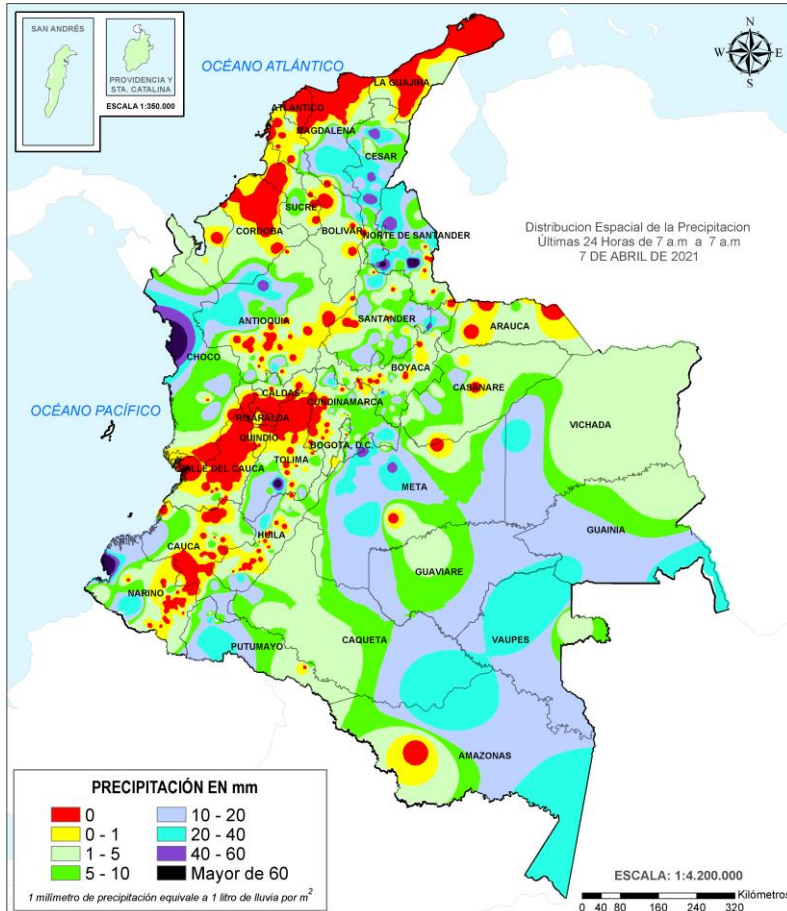 SAN ANDRÉS
PROVIDENCIA Y
STA. CATALINA
ESCALA 1:350.000
OCÉANO ATLÁNTICO
N
W
E
S
LA GUAJIRA
ATLANTICO
MAGDALENA
CESAR
SUCRE
CORDOBA
BOLIVAR
NORTE DE SANTANDER
Distribucion Espacial de la Precipitacion
Últimas 24 Horas de 7 a.m a 7 a.m
7 DE ABRIL DE 2021
ANTIOQUIA
SANTANDER
ARAUCA
CHOCO
BOYACA
CASANARE
CALDAS
CUNDINAMARCA
OCÉANO PACÍFICO
RISARALDA
VICHADA
QUINDIO
BOGOTA, D.C.
TOLIMA
VALLE DEL CAUCA
META
GUAINIA
HUILA
CAUCA
GUAVIARE
NARINO
CAQUETA
VAUPES
PUTUMAYO
AMAZONAS
PRECIPITACIÓN EN mm
0
10 - 20
0 - 1
20 - 40
1 - 5
40 - 60
5 - 10
Mayor de 60
1 milímetro de precipitación equivale a 1 litro de lluvia por m²
ESCALA: 1:4.200.000
Kilómetros
0 40 80 160 240 320